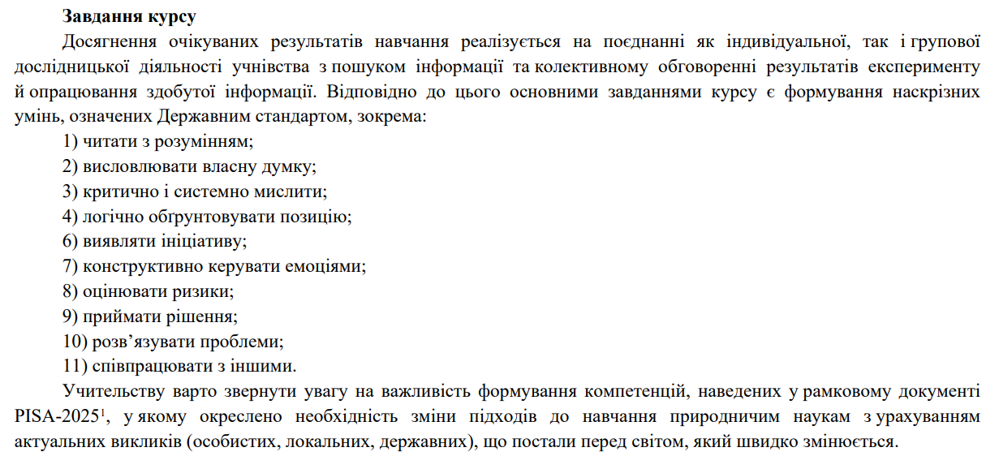 Завдання курсу
Досягнення очікуваних результатів навчання реалізується на поєднанні як індивідуальної, так і групової
дослідницької діяльності учнівства з пошуком інформації та колективному обговоренні результатів експерименту
й опрацювання здобутої інформації. Відповідно до цього основними завданнями курсу є формування наскрізних
умінь, означених Державним стандартом, зокрема:
1) читати з розумінням;
2) висловлювати власну думку;
3) критично і системно мислити;
4) логічно обґрунтовувати позицію;
6) виявляти ініціативу;
7) конструктивно керувати емоціями;
8) оцінювати ризики;
9) приймати рішення;
10) розв’язувати проблеми;
11) співпрацювати з іншими.
Учительству варто звернути увагу на важливість формування компетенцій, наведених у рамковому документі
PISA-2025¹, у якому окреслено необхідність зміни підходів до навчання природничим наукам з урахуванням
актуальних викликів (особистих, локальних, державних), що постали перед світом, який швидко змінюється.